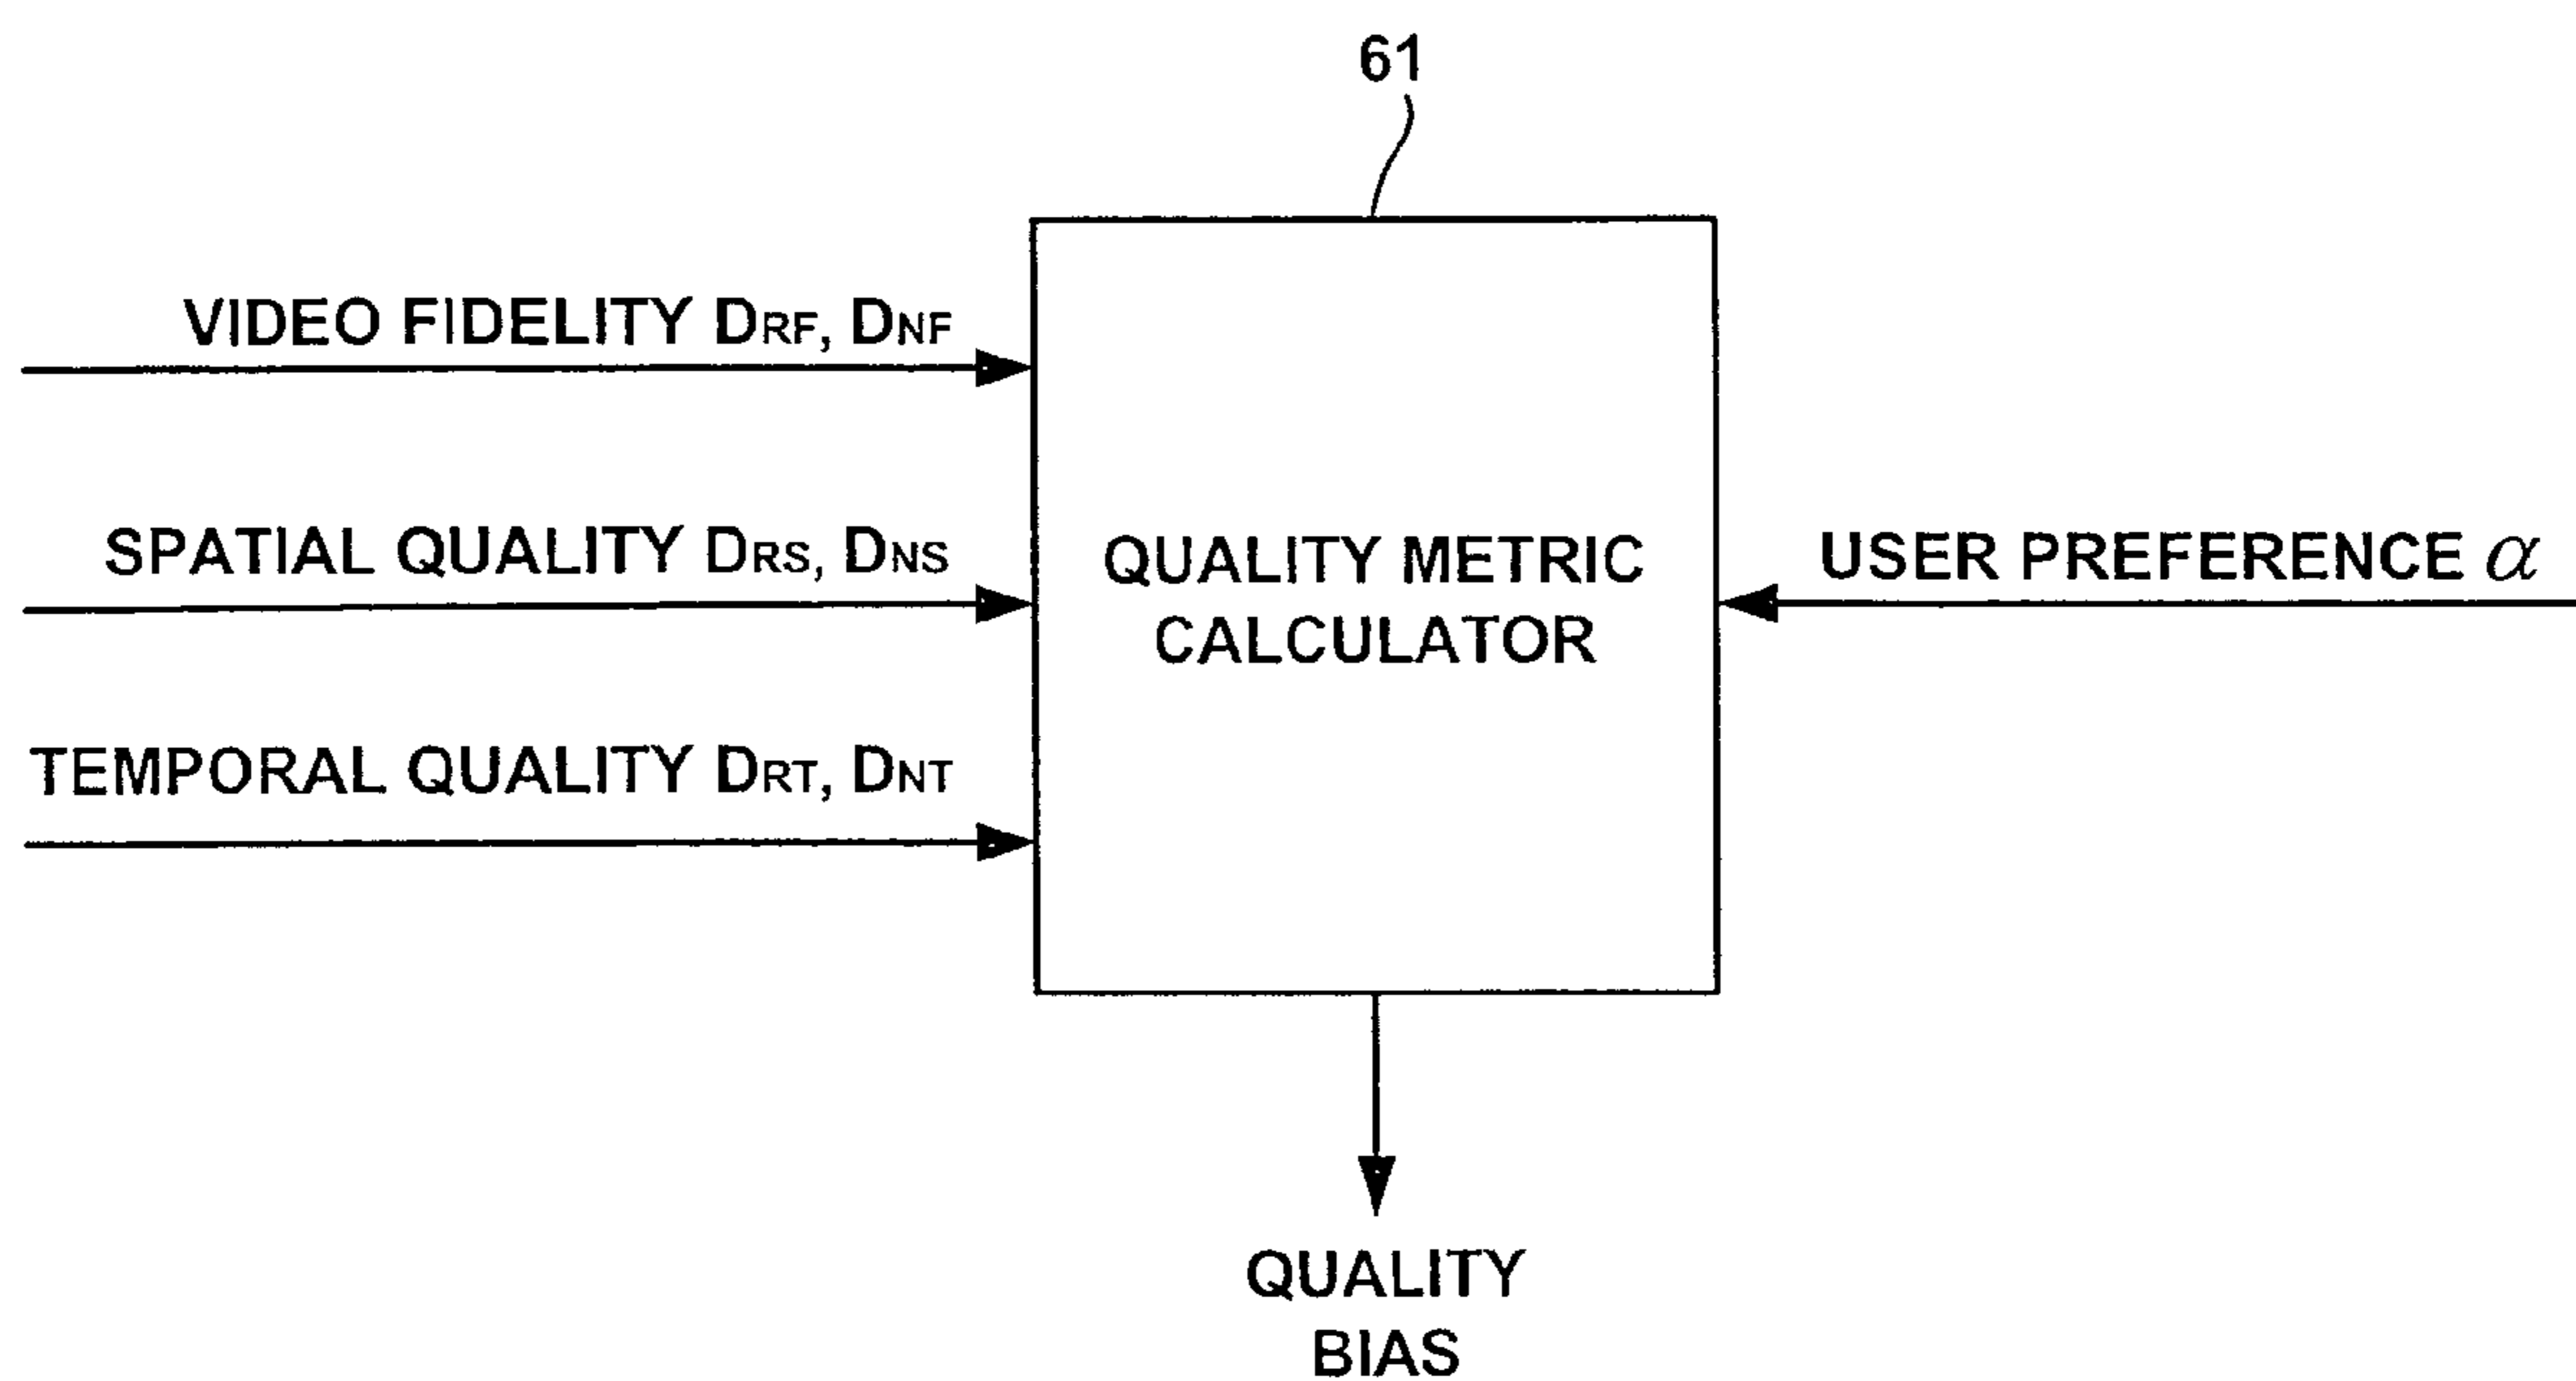 61
VIDEO FIDELITY DRF, DNF
SPATIAL QUALITY DRS, DNS
TEMPORAL QUALITY DRT, DNT
QUALITY METRIC
CALCULATOR
USER PREFERENCE α
QUALITY
BIAS